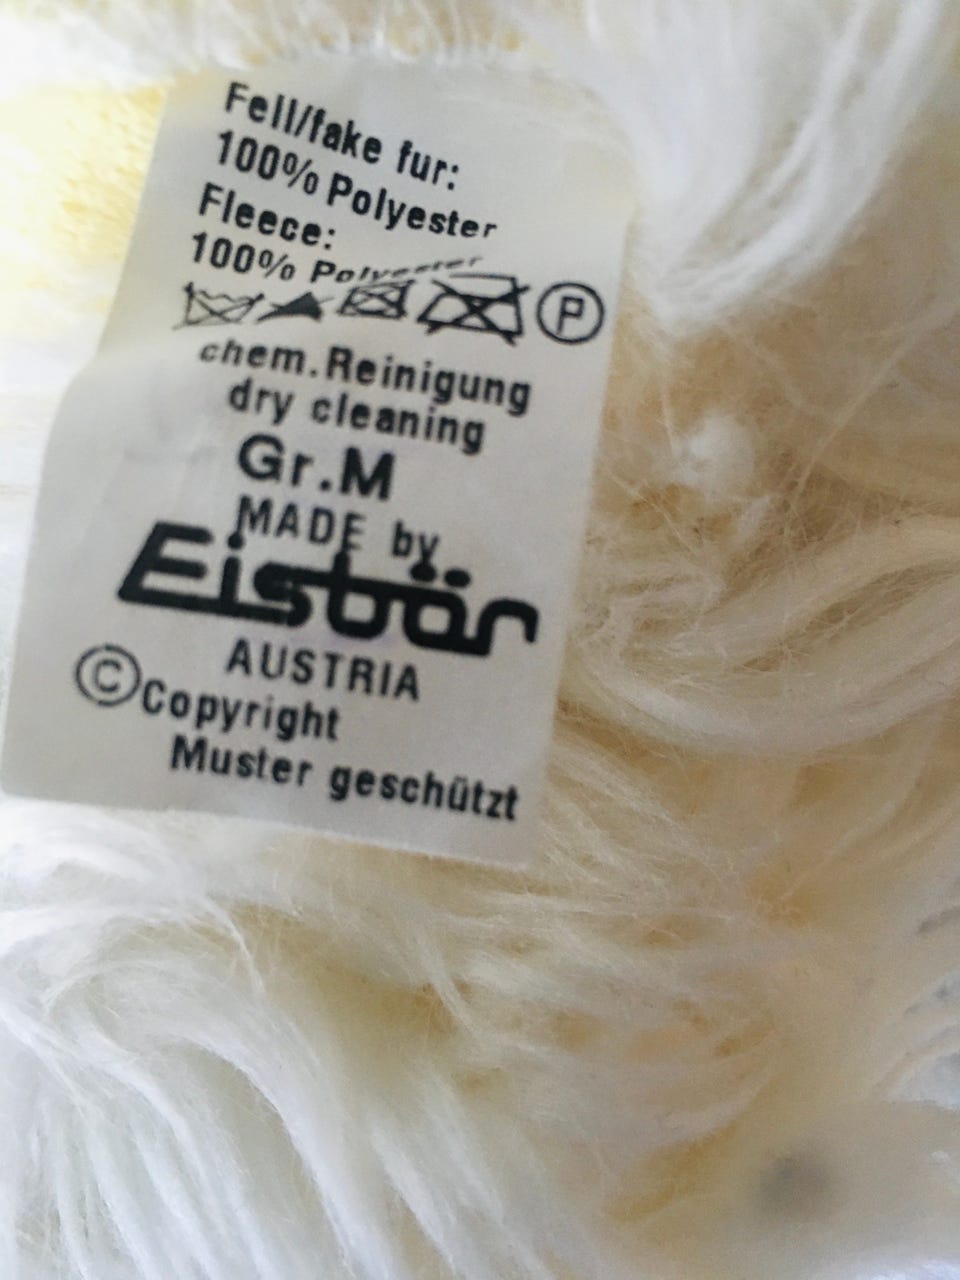 Fell/fake fur:
100% Polyester
Fleece:
100% Polyester
P
chem.Reinigung
dry cleaning
Gr.M
MADE by
Eisbär
AUSTRIA
©Copyright
Muster geschützt